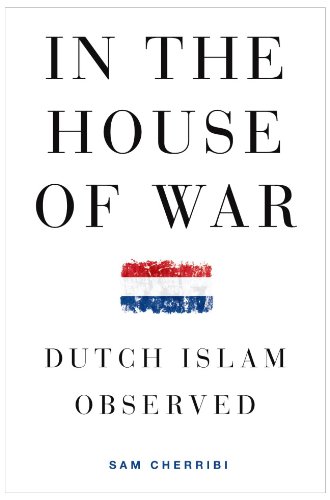 IN THE
HOUSE
OF WAR
DUTCH ISLAM
OBSERVED
SAM CHERRIBI